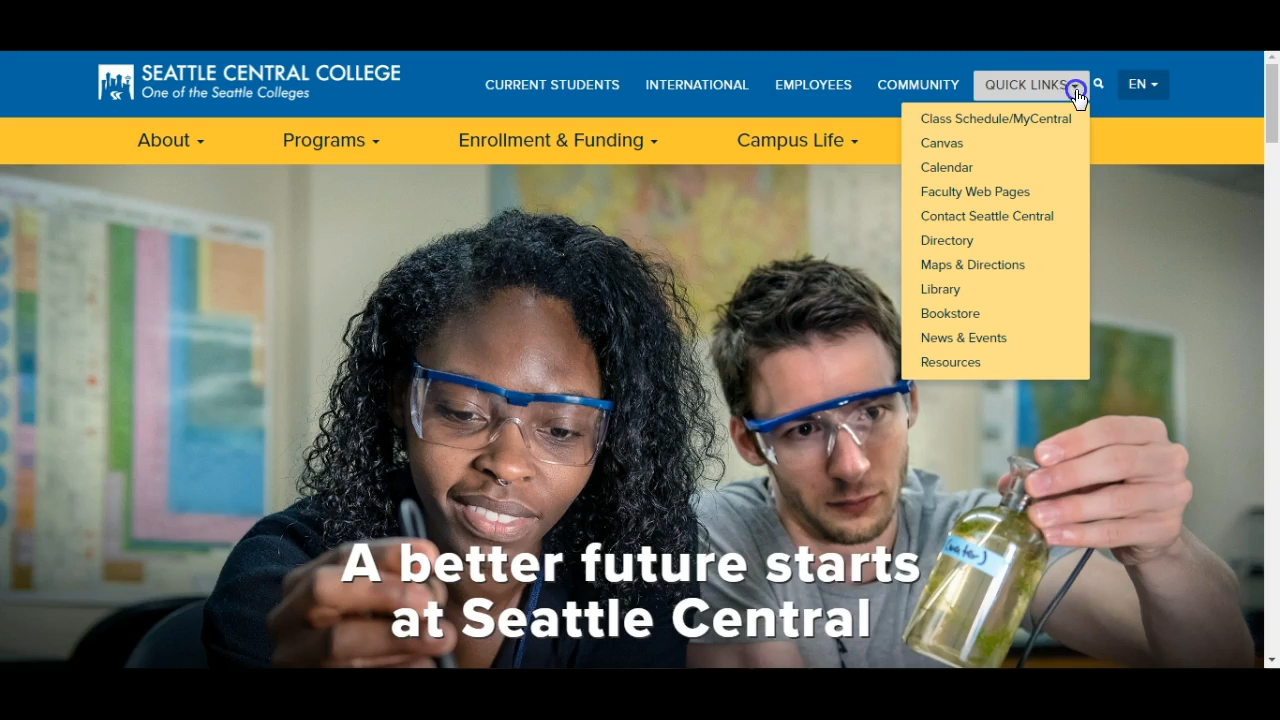 SEATTLE CENTRAL COLLEGE
One of the Seattle Colleges
CURRENT STUDENTS
INTERNATIONAL
EMPLOYEES
COMMUNITY
QUICK LINKS
EN
About
Programs
Enrollment & Funding
Campus Life
Class Schedule/MyCentral
Canvas
Calendar
Faculty Web Pages
Contact Seattle Central
Directory
Maps & Directions
Library
Bookstore
News & Events
Resources
A better future starts
at Seattle Central